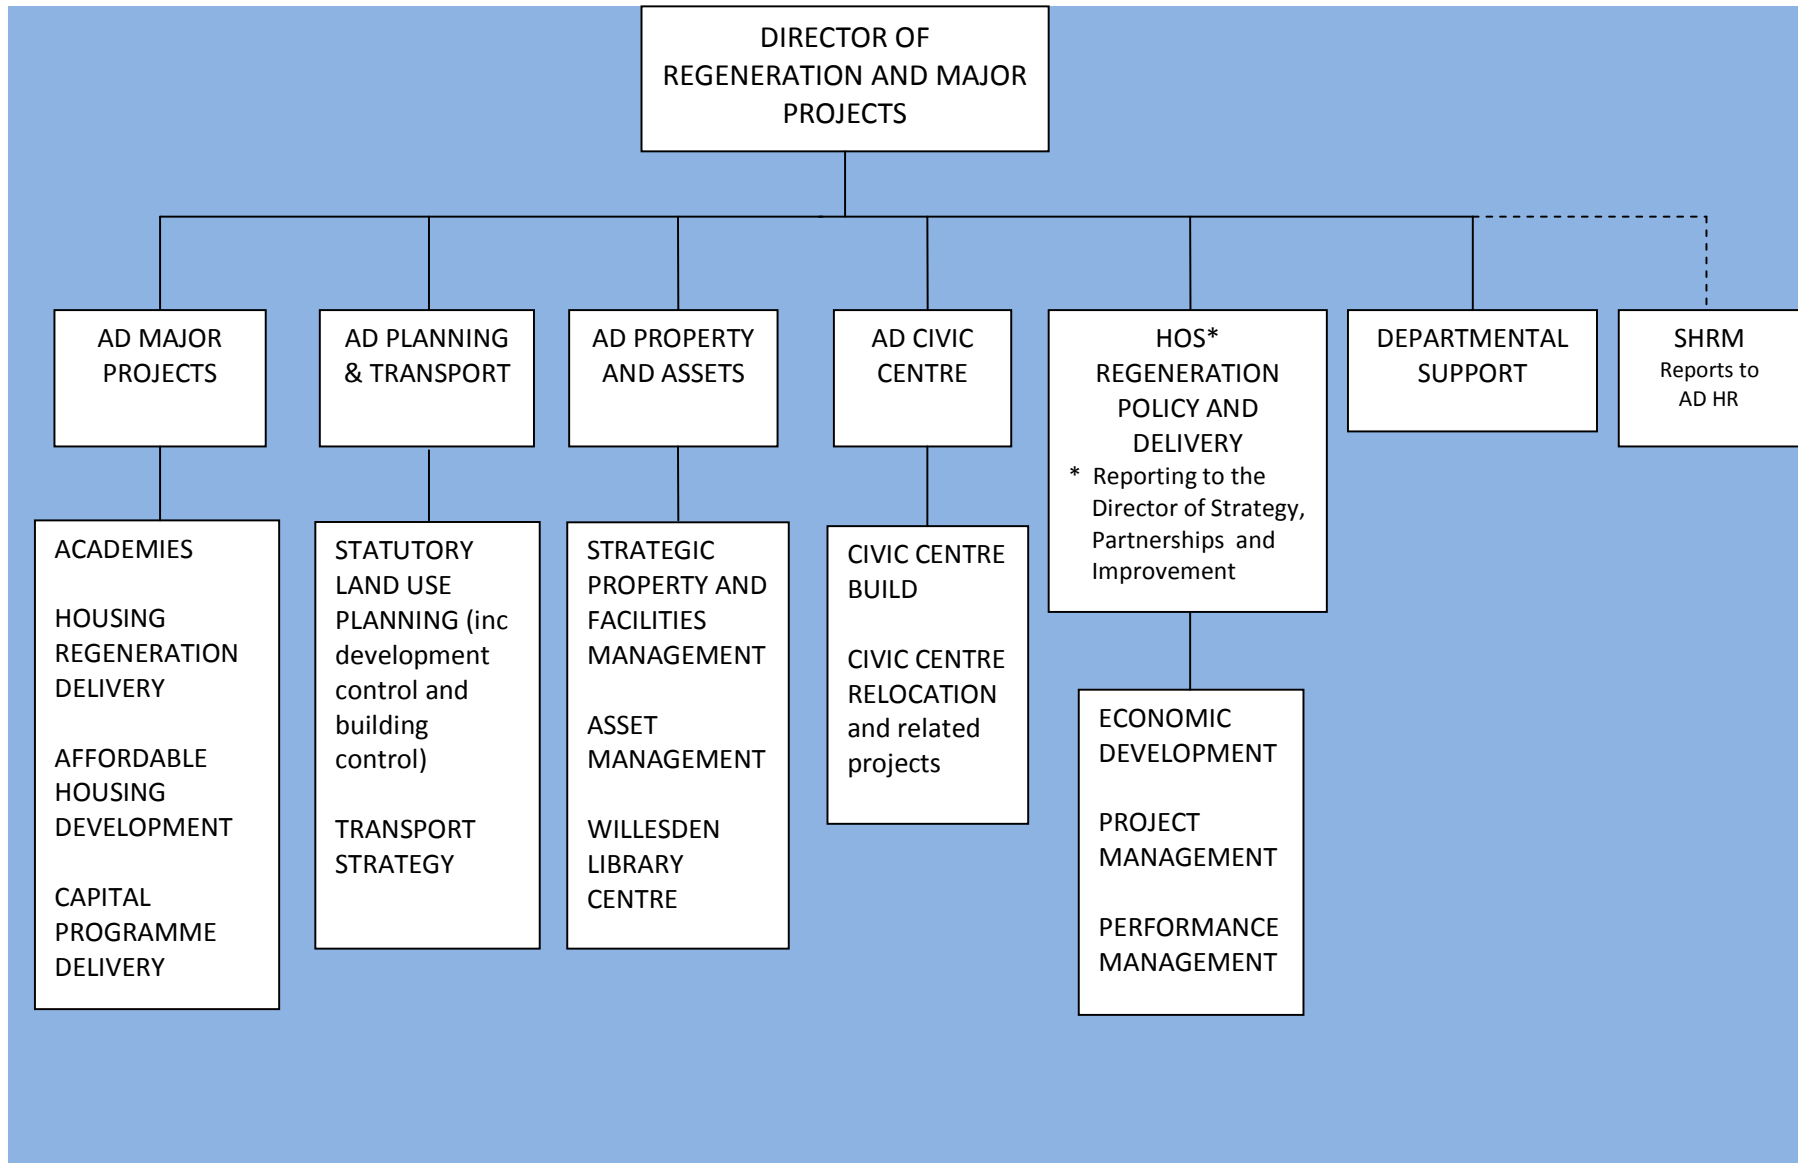 DIRECTOR OF
REGENERATION AND MAJOR
PROJECTS
AD MAJOR
PROJECTS
AD PLANNING
& TRANSPORT
AD PROPERTY
AND ASSETS
AD CIVIC
CENTRE
HOS*
REGENERATION
POLICY AND
DELIVERY
* Reporting to the
Director of Strategy,
Partnerships and
Improvement
DEPARTMENTAL
SUPPORT
SHRM
Reports to
AD HR
ACADEMIES
HOUSING
REGENERATION
DELIVERY
AFFORDABLE
HOUSING
DEVELOPMENT
CAPITAL
PROGRAMME
DELIVERY
STATUTORY
LAND USE
PLANNING (inc
development
control and
building
control)
TRANSPORT
STRATEGY
STRATEGIC
PROPERTY AND
FACILITIES
MANAGEMENT
ASSET
MANAGEMENT
WILLESDEN
LIBRARY
CENTRE
CIVIC CENTRE
BUILD
CIVIC CENTRE
RELOCATION
and related
projects
ECONOMIC
DEVELOPMENT
PROJECT
MANAGEMENT
PERFORMANCE
MANAGEMENT